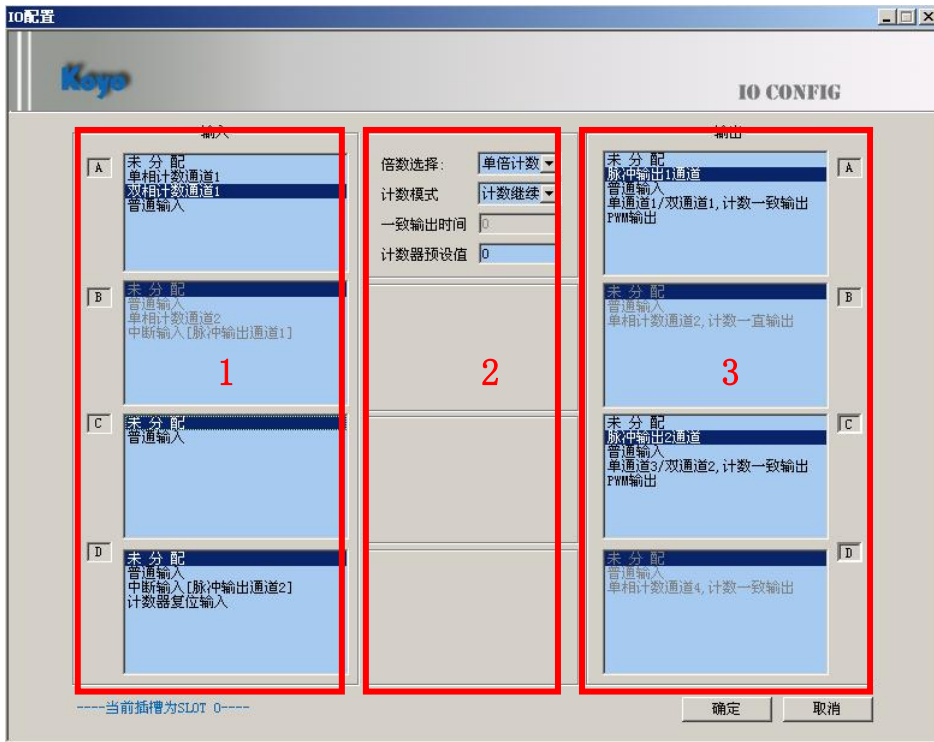 IO配置
Koyo
IO CONFIG
输入
输出
A
未 分 配
单相计数通道1
双相计数通道1
普通输入
倍数选择:
单倍计数
计数模式
计数继续
一致输出时间
0
计数器预设值
0
未 分 配
脉冲输出1通道
普通输入
单通道1/双通道1,计数一致输出
PWM输出
A
B
未 分 配
普通输入
单相计数通道2
中断输入[脉冲输出通道1]
未 分 配
普通输入
单相计数通道2,计数一直输出
B
1
2
3
C
未 分 配
普通输入
未 分 配
脉冲输出2通道
普通输入
单通道3/双通道2,计数一致输出
PWM输出
C
D
未 分 配
普通输入
中断输入[脉冲输出通道2]
计数器复位输入
未 分 配
普通输入
单相计数通道4,计数一致输出
D
----当前插槽为SLOT 0----
确定
取消